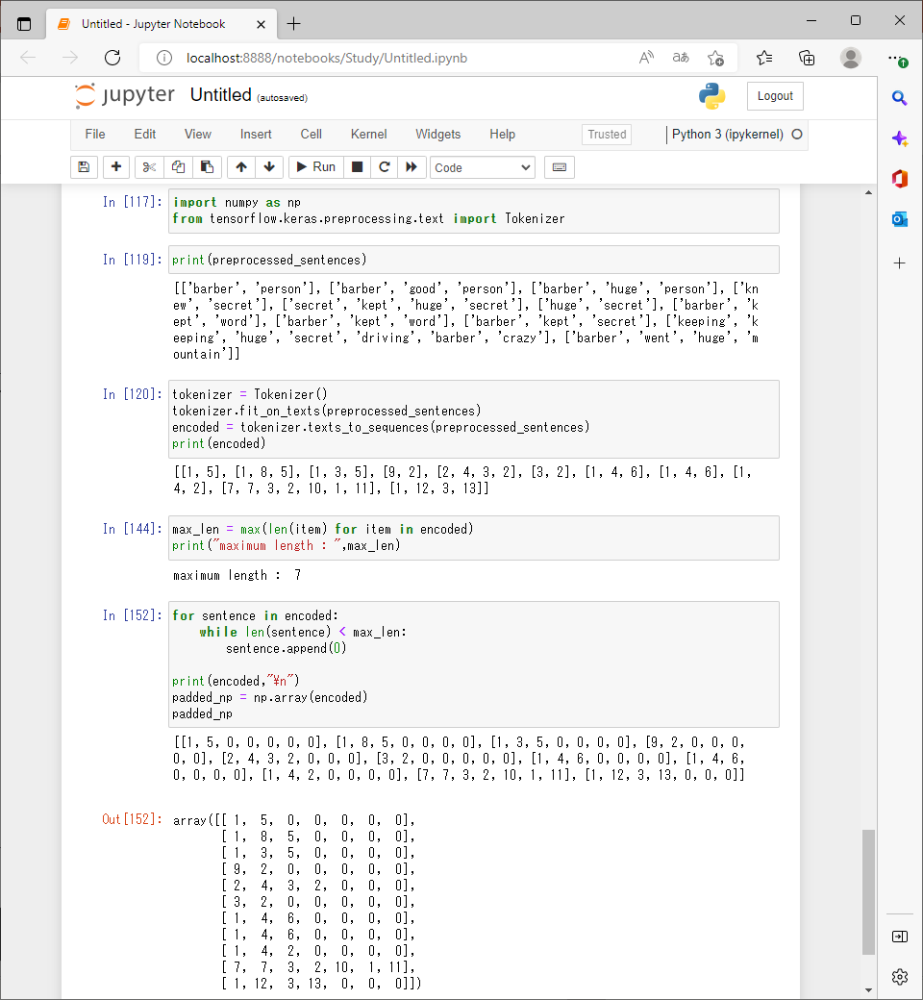 Untitled - Jupyter Notebook
localhost:8888/notebooks/Study/Untitled.ipynb
jupyter Untitled (autosaved)
Logout
File Edit View Insert Cell Kernel Widgets Help
Trusted
Python 3 (ipykernel)
Run
Code
In [117]: import numpy as np
from tensorflow.keras.preprocessing.text import Tokenizer
In [119]: print(preprocessed_sentences)
[['barber', 'person'], ['barber', 'good', 'person'], ['barber', 'huge', 'person'], ['kn
ew', 'secret'], ['secret', 'kept', 'huge', 'secret'], ['huge', 'secret'], ['barber', 'k
ept', 'word'], ['barber', 'kept', 'word'], ['barber', 'kept', 'secret'], ['keeping', 'k
eeping', 'huge', 'secret', 'driving', 'barber', 'crazy'], ['barber', 'went', 'huge', 'm
ountain']]
In [120]: tokenizer = Tokenizer()
tokenizer.fit_on_texts(preprocessed_sentences)
encoded = tokenizer.texts_to_sequences(preprocessed_sentences)
print(encoded)
[[1, 5], [1, 8, 5], [1, 3, 5], [9, 2], [2, 4, 3, 2], [3, 2], [1, 4, 6], [1, 4, 6], [1,
4, 2], [7, 7, 3, 2, 10, 1, 11], [1, 12, 3, 13]]
In [144]: max_len = max(len(item) for item in encoded)
print("maximum length : ",max_len)
maximum length :  7
In [152]: for sentence in encoded:
    while len(sentence) < max_len:
        sentence.append(0)
print(encoded,"¥n")
padded_np = np.array(encoded)
padded_np
[[1, 5, 0, 0, 0, 0, 0], [1, 8, 5, 0, 0, 0, 0], [1, 3, 5, 0, 0, 0, 0], [9, 2, 0, 0, 0,
0, 0], [2, 4, 3, 2, 0, 0, 0], [3, 2, 0, 0, 0, 0, 0], [1, 4, 6, 0, 0, 0, 0], [1, 4, 6,
0, 0, 0, 0], [1, 4, 2, 0, 0, 0, 0], [7, 7, 3, 2, 10, 1, 11], [1, 12, 3, 13, 0, 0, 0]]
Out[152]: array([[ 1,  5,  0,  0,  0,  0,  0],
[ 1,  8,  5,  0,  0,  0,  0],
[ 1,  3,  5,  0,  0,  0,  0],
[ 9,  2,  0,  0,  0,  0,  0],
[ 2,  4,  3,  2,  0,  0,  0],
[ 3,  2,  0,  0,  0,  0,  0],
[ 1,  4,  6,  0,  0,  0,  0],
[ 1,  4,  6,  0,  0,  0,  0],
[ 1,  4,  2,  0,  0,  0,  0],
[ 7,  7,  3,  2, 10,  1, 11],
[ 1, 12,  3, 13,  0,  0,  0]])